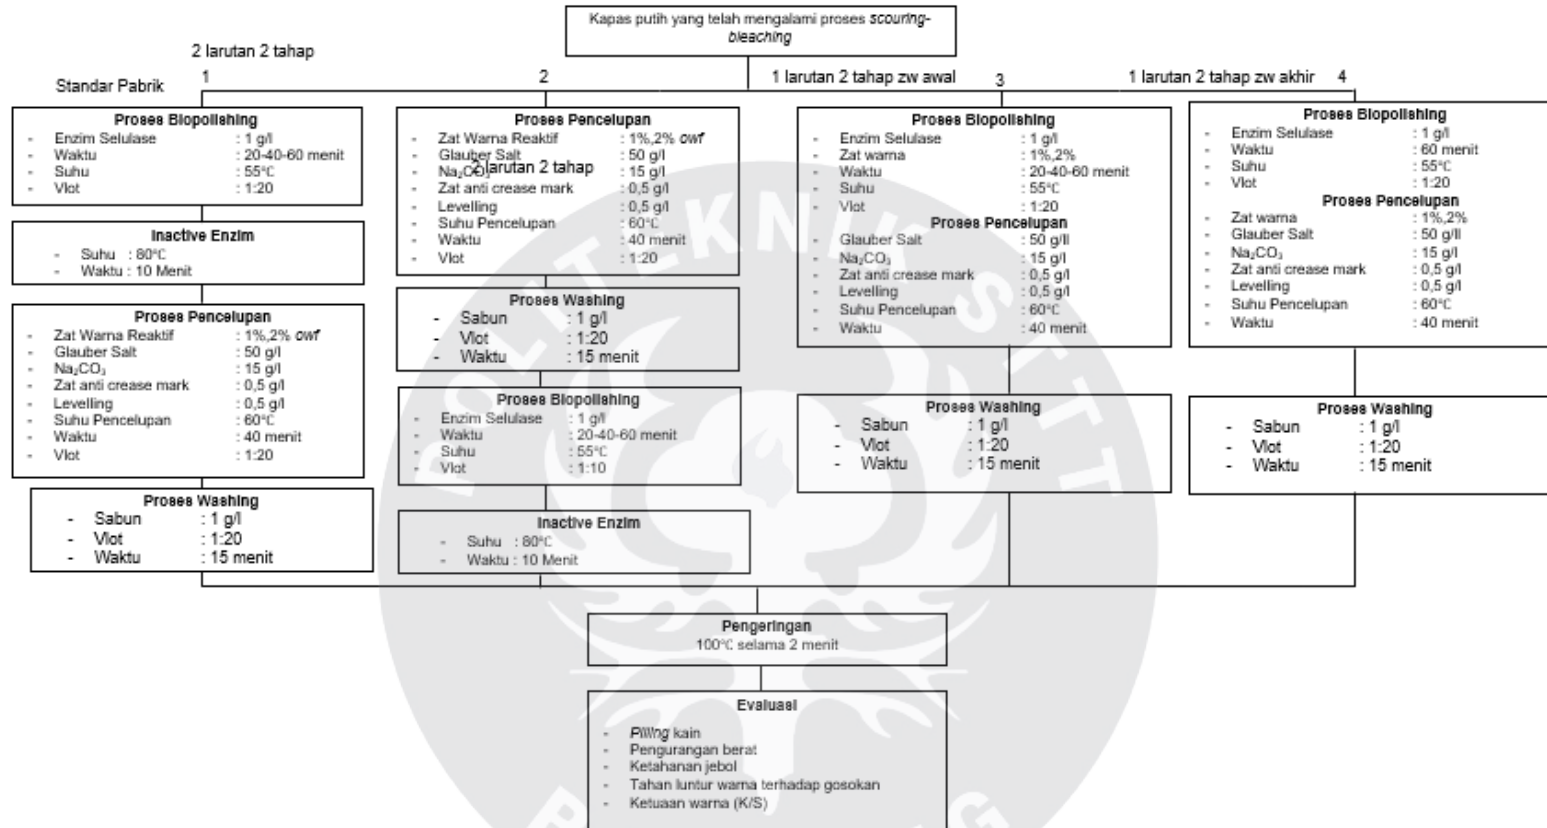 Kapas putih yang telah mengalami proses scouring-
bleaching
2 larutan 2 tahap
Standar Pabrik
1
2
1 larutan 2 tahap zw awal
3
1 larutan 2 tahap zw akhir
4
Proses Biopolishing
- Enzim Selulase : 1 g/l
- Waktu : 20-40-60 menit
- Suhu : 55°C
- Vlot : 1:20
Inactive Enzim
- Suhu : 80°C
- Waktu : 10 Menit
Proses Pencelupan
- Zat Warna Reaktif : 1%,2% owf
- Glauber Salt : 50 g/l
- Na₂CO₃ : 15 g/l
- Zat anti crease mark : 0,5 g/l
- Levelling : 0,5 g/l
- Suhu Pencelupan : 60°C
- Waktu : 40 menit
- Vlot : 1:20
Proses Washing
- Sabun : 1 g/l
- Vlot : 1:20
- Waktu : 15 menit
Proses Pencelupan
- Zat Warna Reaktif : 1%,2% owf
- Glauber Salt : 50 g/l
2 larutan 2 tahap
- Na₂CO₃ : 15 g/l
- Zat anti crease mark : 0,5 g/l
- Levelling : 0,5 g/l
- Suhu Pencelupan : 60°C
- Waktu : 40 menit
- Vlot : 1:20
Proses Washing
- Sabun : 1 g/l
- Vlot : 1:20
- Waktu : 15 menit
Proses Biopolishing
- Enzim Selulase : 1 g/l
- Waktu : 20-40-60 menit
- Suhu : 55°C
- Vlot : 1:10
Inactive Enzim
- Suhu : 80°C
- Waktu : 10 Menit
Proses Biopolishing
- Enzim Selulase : 1 g/l
- Zat warna : 1%,2%
- Waktu : 20-40-60 menit
- Suhu : 55°C
- Vlot : 1:20
Proses Pencelupan
- Glauber Salt : 50 g/ll
- Na₂CO₃ : 15 g/l
- Zat anti crease mark : 0,5 g/l
- Levelling : 0,5 g/l
- Suhu Pencelupan : 60°C
- Waktu : 40 menit
Proses Washing
- Sabun : 1 g/l
- Vlot : 1:20
- Waktu : 15 menit
Proses Biopolishing
- Enzim Selulase : 1 g/l
- Waktu : 60 menit
- Suhu : 55°C
- Vlot : 1:20
Proses Pencelupan
- Zat warna : 1%,2%
- Glauber Salt : 50 g/ll
- Na₂CO₃ : 15 g/l
- Zat anti crease mark : 0,5 g/l
- Levelling : 0,5 g/l
- Suhu Pencelupan : 60°C
- Waktu : 40 menit
Proses Washing
- Sabun : 1 g/l
- Vlot : 1:20
- Waktu : 15 menit
Pengeringan
100°C selama 2 menit
Evaluasi
- Pilling kain
- Pengurangan berat
- Ketahanan jebol
- Tahan luntur warna terhadap gosokan
- Ketuaan warna (K/S)
POLITEKNIK STTT